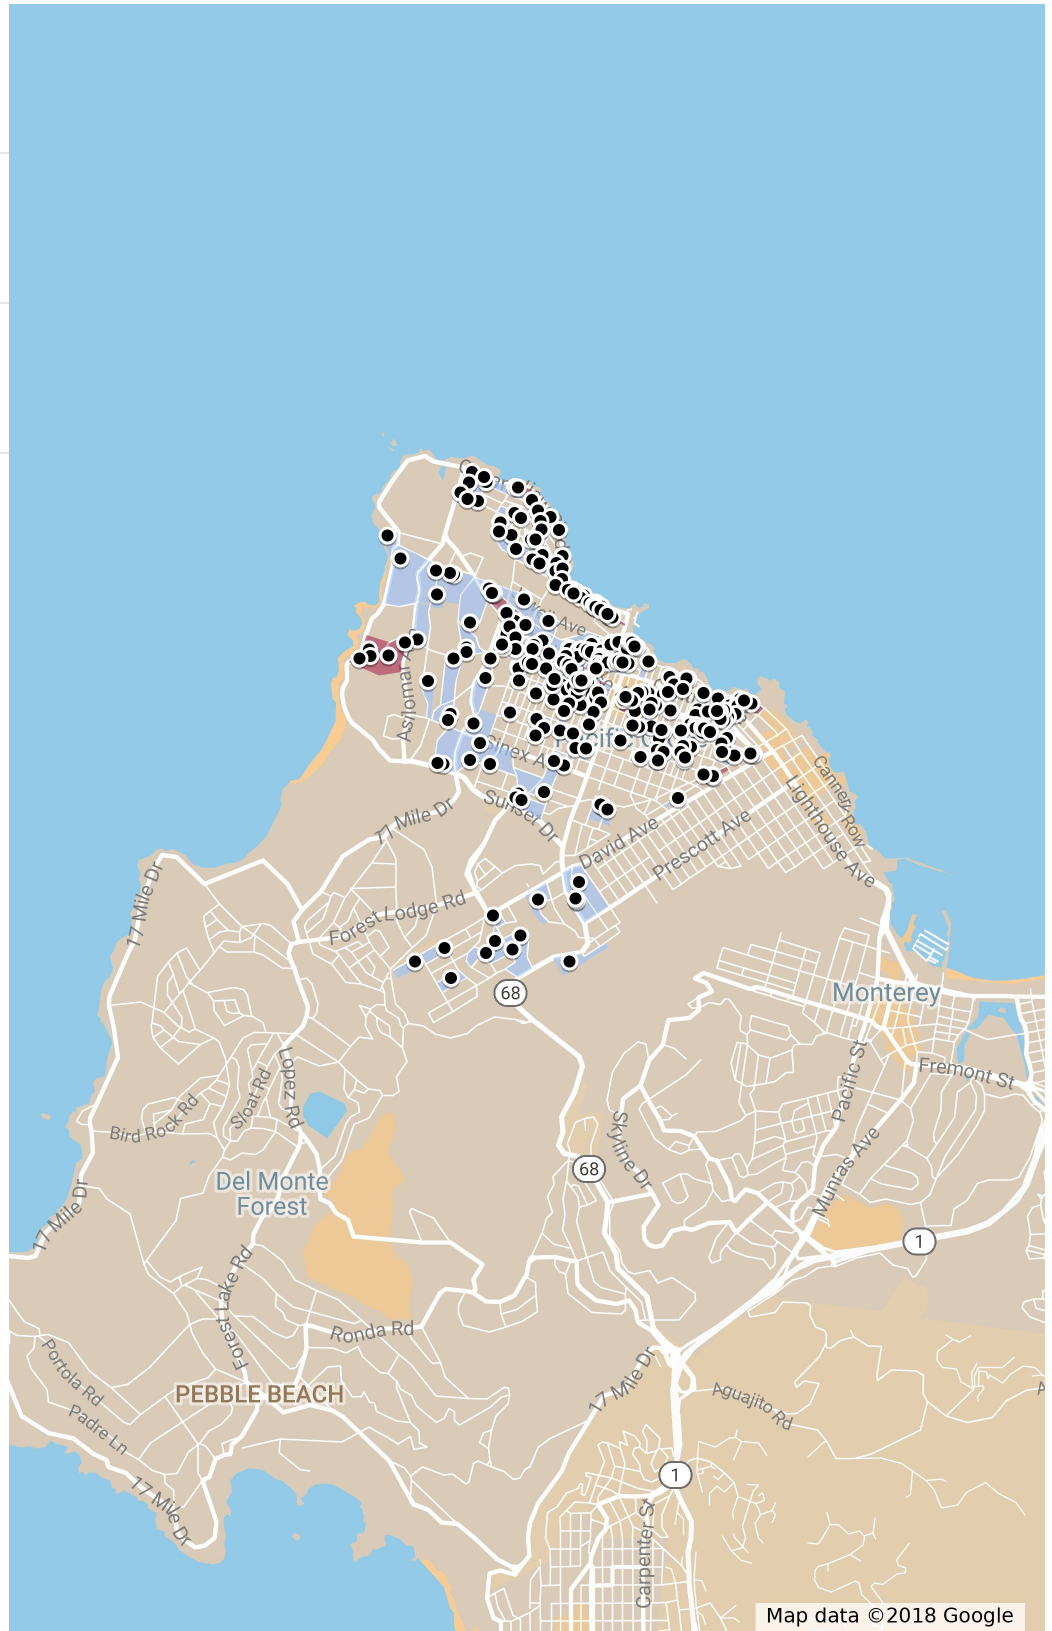 Asilomar A
Sinex A
Pacific G
17 Mile Dr
Sunset Dr
David Ave
Prescott Ave
Lighthouse Ave
Cannery Row
17 Mile Dr
Forest Lodge Rd
68
Monterey
Fremont St
Pacific St
Lopez Rd
Sloat Rd
Bird Rock Rd
Skyline Dr
68
Munras Ave
Del Monte
Forest
17 Mile Dr
1
Forest Lake Rd
Ronda Rd
Portola Rd
PEBBLE BEACH
17 Mile Dr
Aguajito Rd
Padre Ln
1
17 Mile Dr
Carpenter St
Map data ©2018 Google